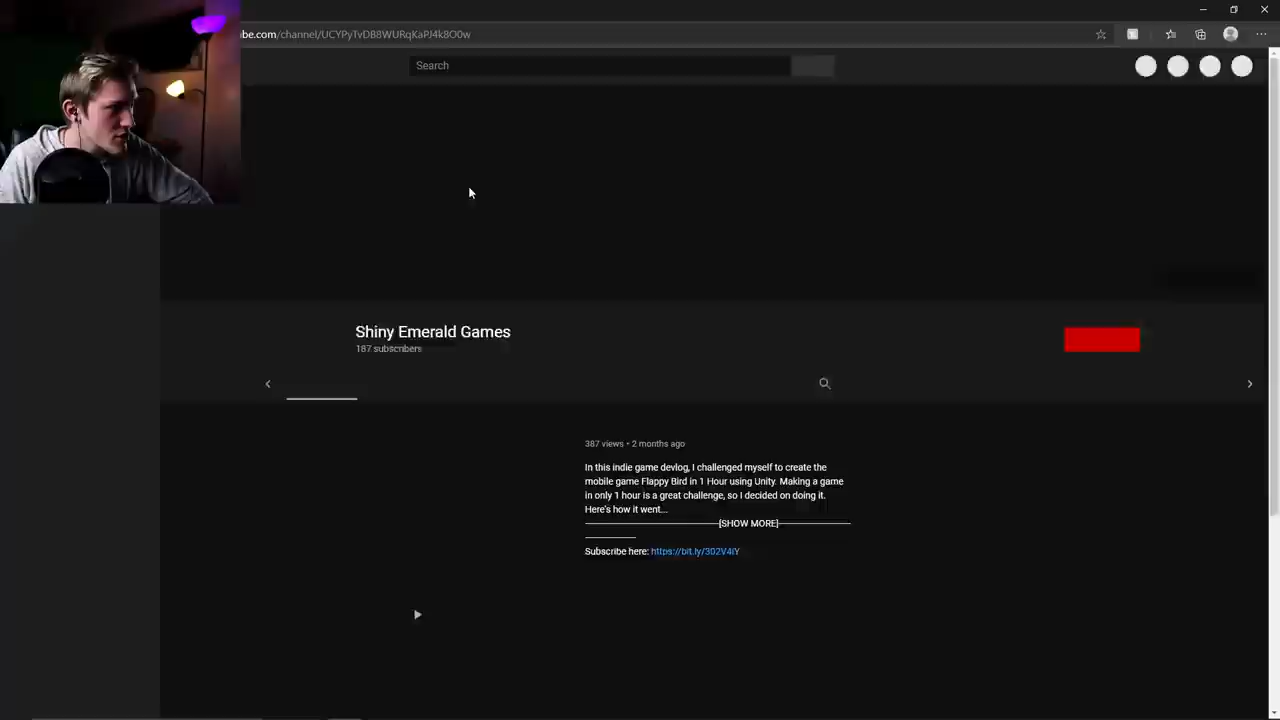 be.com/channel/UCYPyTvDB8WURqKaPJ4k8O0w
Search
Shiny Emerald Games
187 subscribers
387 views • 2 months ago
In this indie game devlog, I challenged myself to create the
mobile game Flappy Bird in 1 Hour using Unity. Making a game
in only 1 hour is a great challenge, so I decided on doing it.
Here's how it went...
[SHOW MORE]
Subscribe here: https://bit.ly/302V4iY